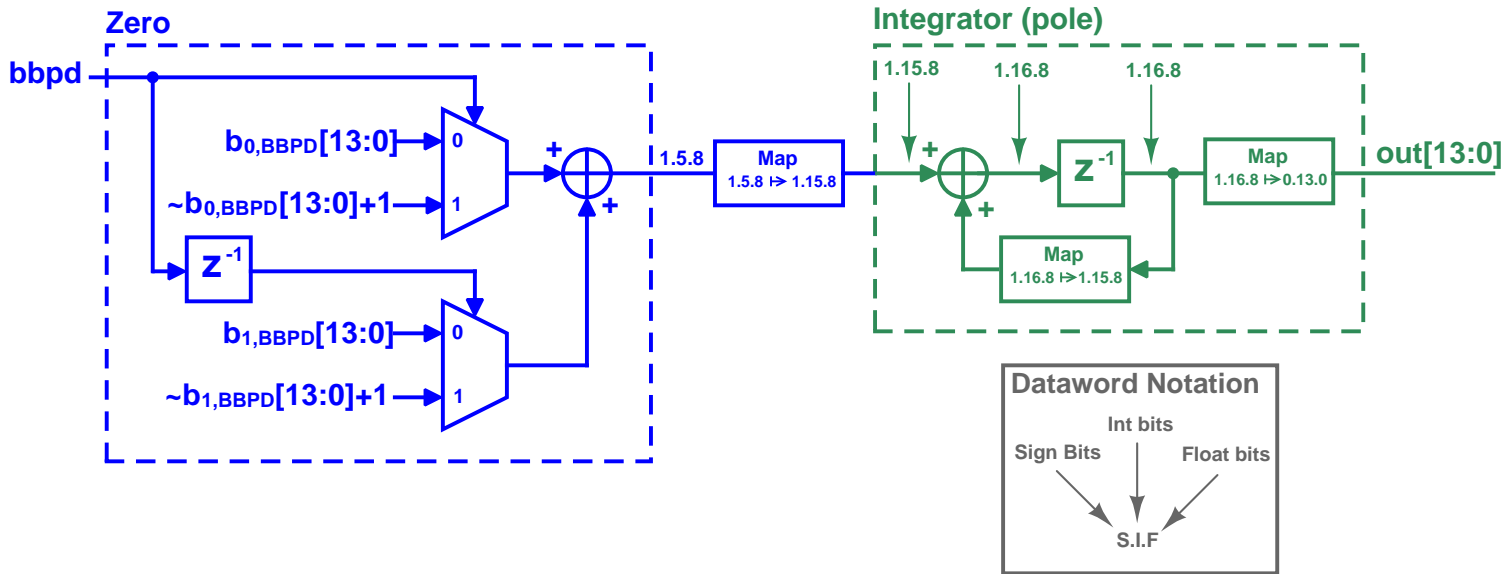 Zero
Integrator (pole)
bbpd
1.15.8
1.16.8
1.16.8
b0,BBPD[13:0]
0
~b0,BBPD[13:0]+1
1
+
+
1.5.8
Map
1.5.8 ↦ 1.15.8
+
+
z-1
Map
1.16.8 ↦ 0.13.0
out[13:0]
Map
1.16.8 ↦ 1.15.8
z-1
b1,BBPD[13:0]
0
~b1,BBPD[13:0]+1
1
Dataword Notation
Int bits
Sign Bits
Float bits
S.I.F